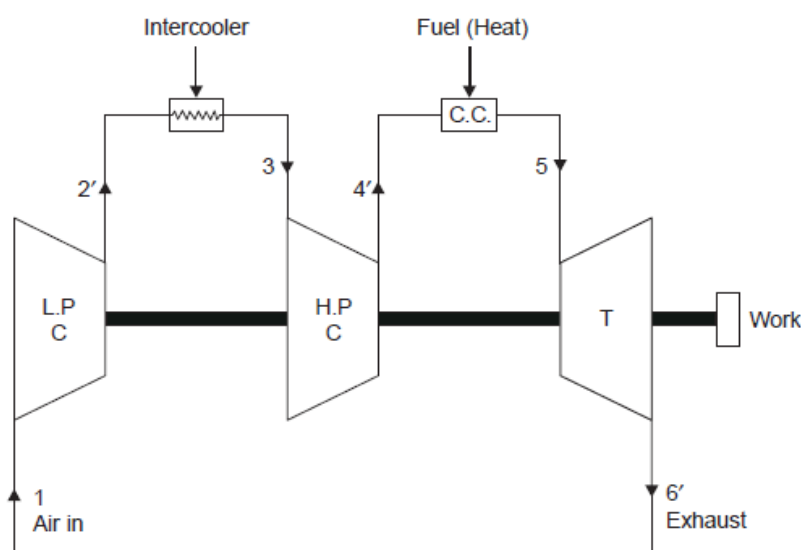 Intercooler
Fuel (Heat)
C.C.
3
5
2′
4′
L.P
C
H.P
C
T
Work
1
Air in
6′
Exhaust